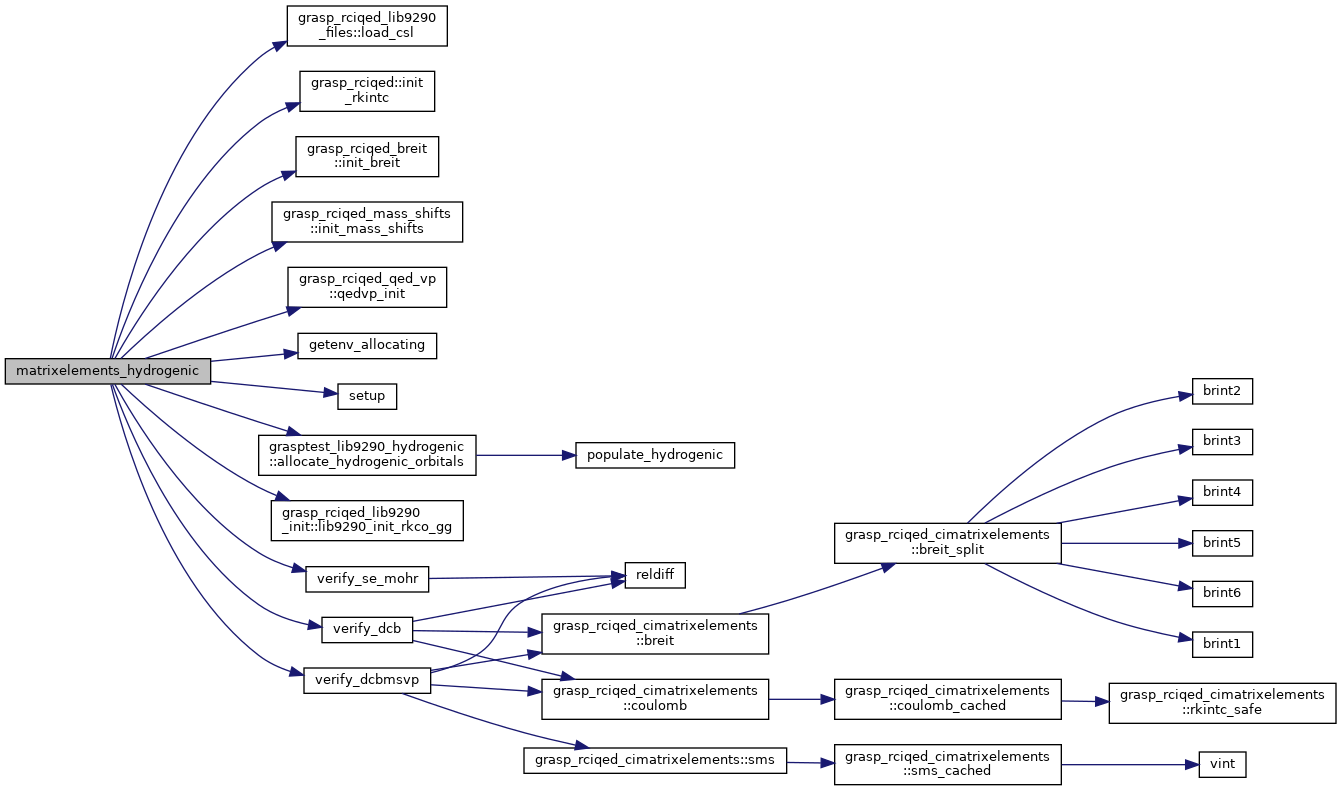 matrixelements_hydrogenic
grasp_rciqed_lib9290
_files::load_csl
grasp_rciqed::init
_rkintc
grasp_rciqed_breit
::init_breit
grasp_rciqed_mass_shifts
::init_mass_shifts
grasp_rciqed_qed_vp
::qedvp_init
getenv_allocating
setup
grasptest_lib9290_hydrogenic
::allocate_hydrogenic_orbitals
populate_hydrogenic
grasp_rciqed_lib9290
_init::lib9290_init_rkco_gg
verify_se_mohr
reldiff
verify_dcb
verify_dcbmsvp
grasp_rciqed_cimatrixelements
::breit
grasp_rciqed_cimatrixelements
::coulomb
grasp_rciqed_cimatrixelements::sms
grasp_rciqed_cimatrixelements
::breit_split
grasp_rciqed_cimatrixelements
::coulomb_cached
grasp_rciqed_cimatrixelements
::sms_cached
brint2
brint3
brint4
brint5
brint6
brint1
grasp_rciqed_cimatrixelements
::rkintc_safe
vint